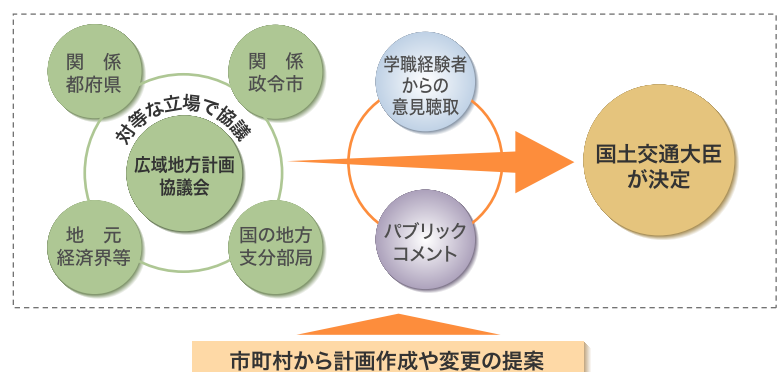 関　係
都府県
関　係
政令市
対等な立場で協議
広域地方計画
協議会
地　元
経済界等
国の地方
支分部局
学職経験者
からの
意見聴取
パブリック
コメント
国土交通大臣
が決定
市町村から計画作成や変更の提案